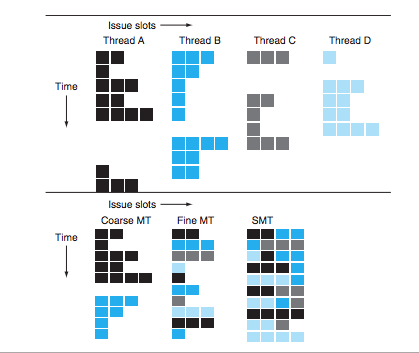 Issue slots
Thread A Thread B Thread C Thread D
Time
Issue slots
Coarse MT Fine MT SMT
Time